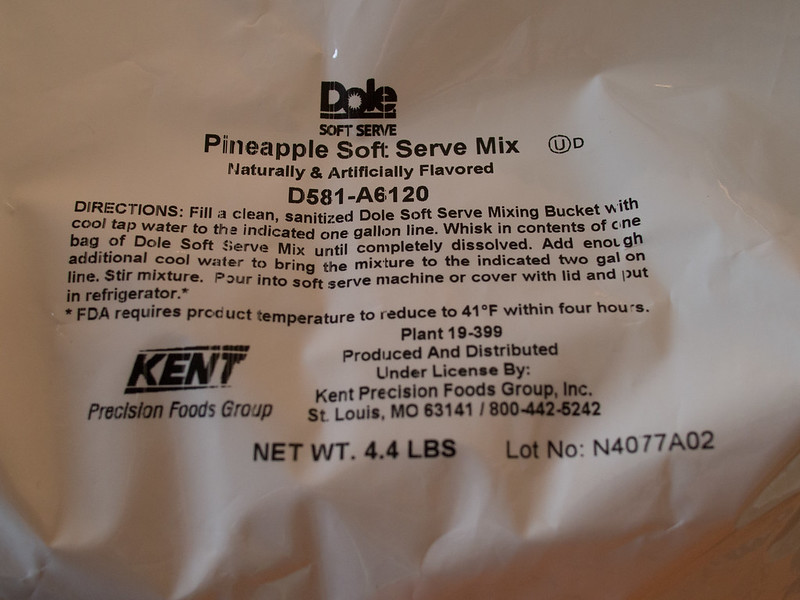 Dole
SOFT SERVE
Pineapple Soft Serve Mix ⓊD
Naturally & Artificially Flavored
D581-A6120
DIRECTIONS: Fill a clean, sanitized Dole Soft Serve Mixing Bucket with
cool tap water to the indicated one gallon line. Whisk in contents of one
bag of Dole Soft Serve Mix until completely dissolved. Add enough
additional cool water to bring the mixture to the indicated two gallon
line. Stir mixture. Pour into soft serve machine or cover with lid and put
in refrigerator.*
* FDA requires product temperature to reduce to 41°F within four hours.
Plant 19-399
Produced And Distributed
Under License By:
Kent Precision Foods Group, Inc.
St. Louis, MO 63141 / 800-442-5242
KENT
Precision Foods Group
NET WT. 4.4 LBS Lot No: N4077A02